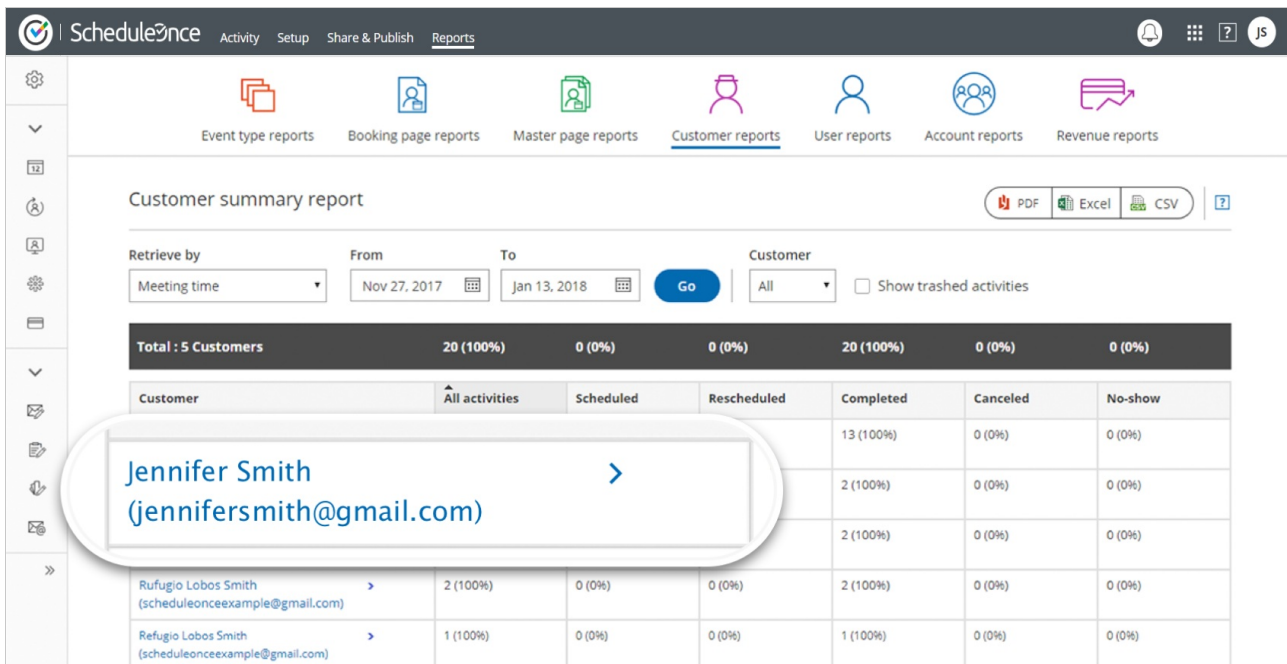 ScheduleOnce Activity Setup Share & Publish Reports ? JS
Event type reports Booking page reports Master page reports Customer reports User reports Account reports Revenue reports
12
Customer summary report PDF Excel CSV ?
Retrieve by From To Customer
Meeting time Nov 27, 2017 Jan 13, 2018 Go All Show trashed activities
Total : 5 Customers 20 (100%) 0 (0%) 0 (0%) 20 (100%) 0 (0%) 0 (0%)
Customer All activities Scheduled Rescheduled Completed Canceled No-show
13 (100%) 0 (0%) 0 (0%)
Jennifer Smith >
(jennifersmith@gmail.com)
2 (100%) 0 (0%) 0 (0%)
2 (100%) 0 (0%) 0 (0%)
Rufugio Lobos Smith > 2 (100%) 0 (0%) 0 (0%) 2 (100%) 0 (0%) 0 (0%)
(scheduleonceexample@gmail.com)
Refugio Lobos Smith > 1 (100%) 0 (0%) 0 (0%) 1 (100%) 0 (0%) 0 (0%)
(scheduleonceexample@gmail.com)